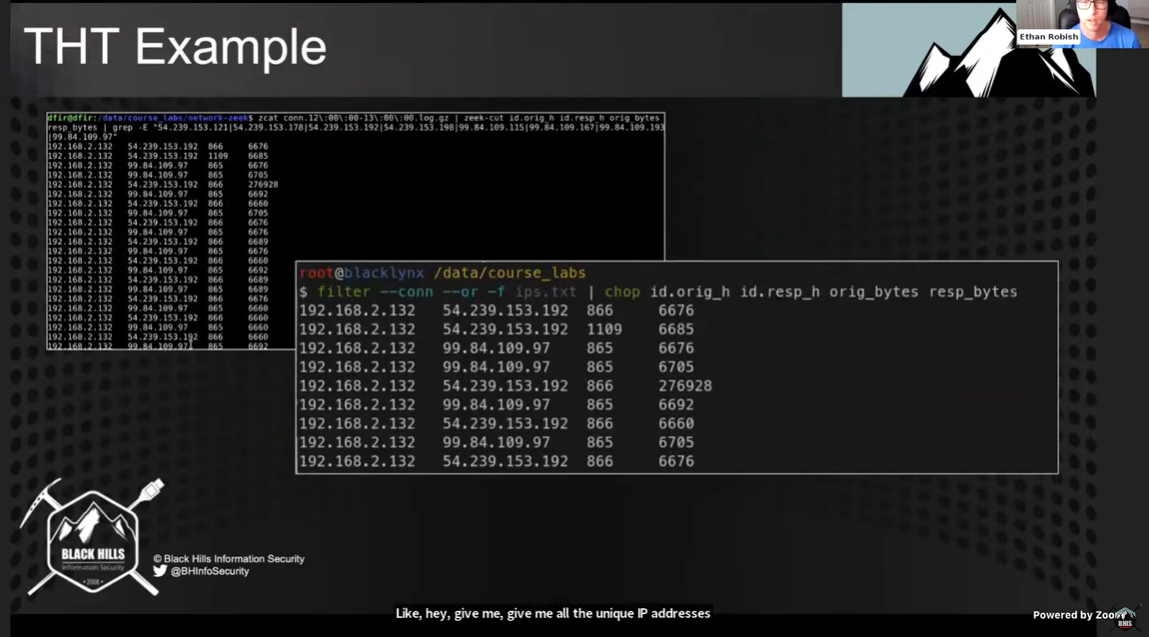 THT Example
Ethan Robish
dfir@dfir:/data/course_labs/network-zeek$ zcat conn.12\:00\:00-13\:00\:00.log.gz | zeek-cut id.orig_h id.resp_h orig_bytes
resp_bytes | grep -E "54.239.153.121|54.239.153.178|54.239.153.192|54.239.153.198|99.84.109.115|99.84.109.167|99.84.109.193
|99.84.109.97"
192.168.2.132 54.239.153.192 866 6676
192.168.2.132 54.239.153.192 1109 6685
192.168.2.132 99.84.109.97 865 6676
192.168.2.132 99.84.109.97 865 6705
192.168.2.132 54.239.153.192 866 276928
192.168.2.132 99.84.109.97 865 6692
192.168.2.132 54.239.153.192 866 6660
192.168.2.132 99.84.109.97 865 6705
192.168.2.132 54.239.153.192 866 6676
192.168.2.132 99.84.109.97 865 6676
192.168.2.132 54.239.153.192 866 6689
192.168.2.132 99.84.109.97 865 6676
192.168.2.132 54.239.153.192 866 6660
192.168.2.132 99.84.109.97 865 6692
192.168.2.132 54.239.153.192 866 6689
192.168.2.132 99.84.109.97 865 6689
192.168.2.132 54.239.153.192 866 6676
192.168.2.132 99.84.109.97 865 6660
192.168.2.132 54.239.153.192 866 6660
192.168.2.132 99.84.109.97 865 6660
192.168.2.132 54.239.153.192 866 6660
192.168.2.132 99.84.109.97 865 6692
root@blacklynx /data/course_labs
$ filter --conn --or -f ips.txt | chop id.orig_h id.resp_h orig_bytes resp_bytes
192.168.2.132 54.239.153.192 866 6676
192.168.2.132 54.239.153.192 1109 6685
192.168.2.132 99.84.109.97 865 6676
192.168.2.132 99.84.109.97 865 6705
192.168.2.132 54.239.153.192 866 276928
192.168.2.132 99.84.109.97 865 6692
192.168.2.132 54.239.153.192 866 6660
192.168.2.132 99.84.109.97 865 6705
192.168.2.132 54.239.153.192 866 6676
BLACK HILLS
Information Security
• 2008 •
© Black Hills Information Security
@BHInfoSecurity
Like, hey, give me, give me all the unique IP addresses
Powered by Zoom
BHIS